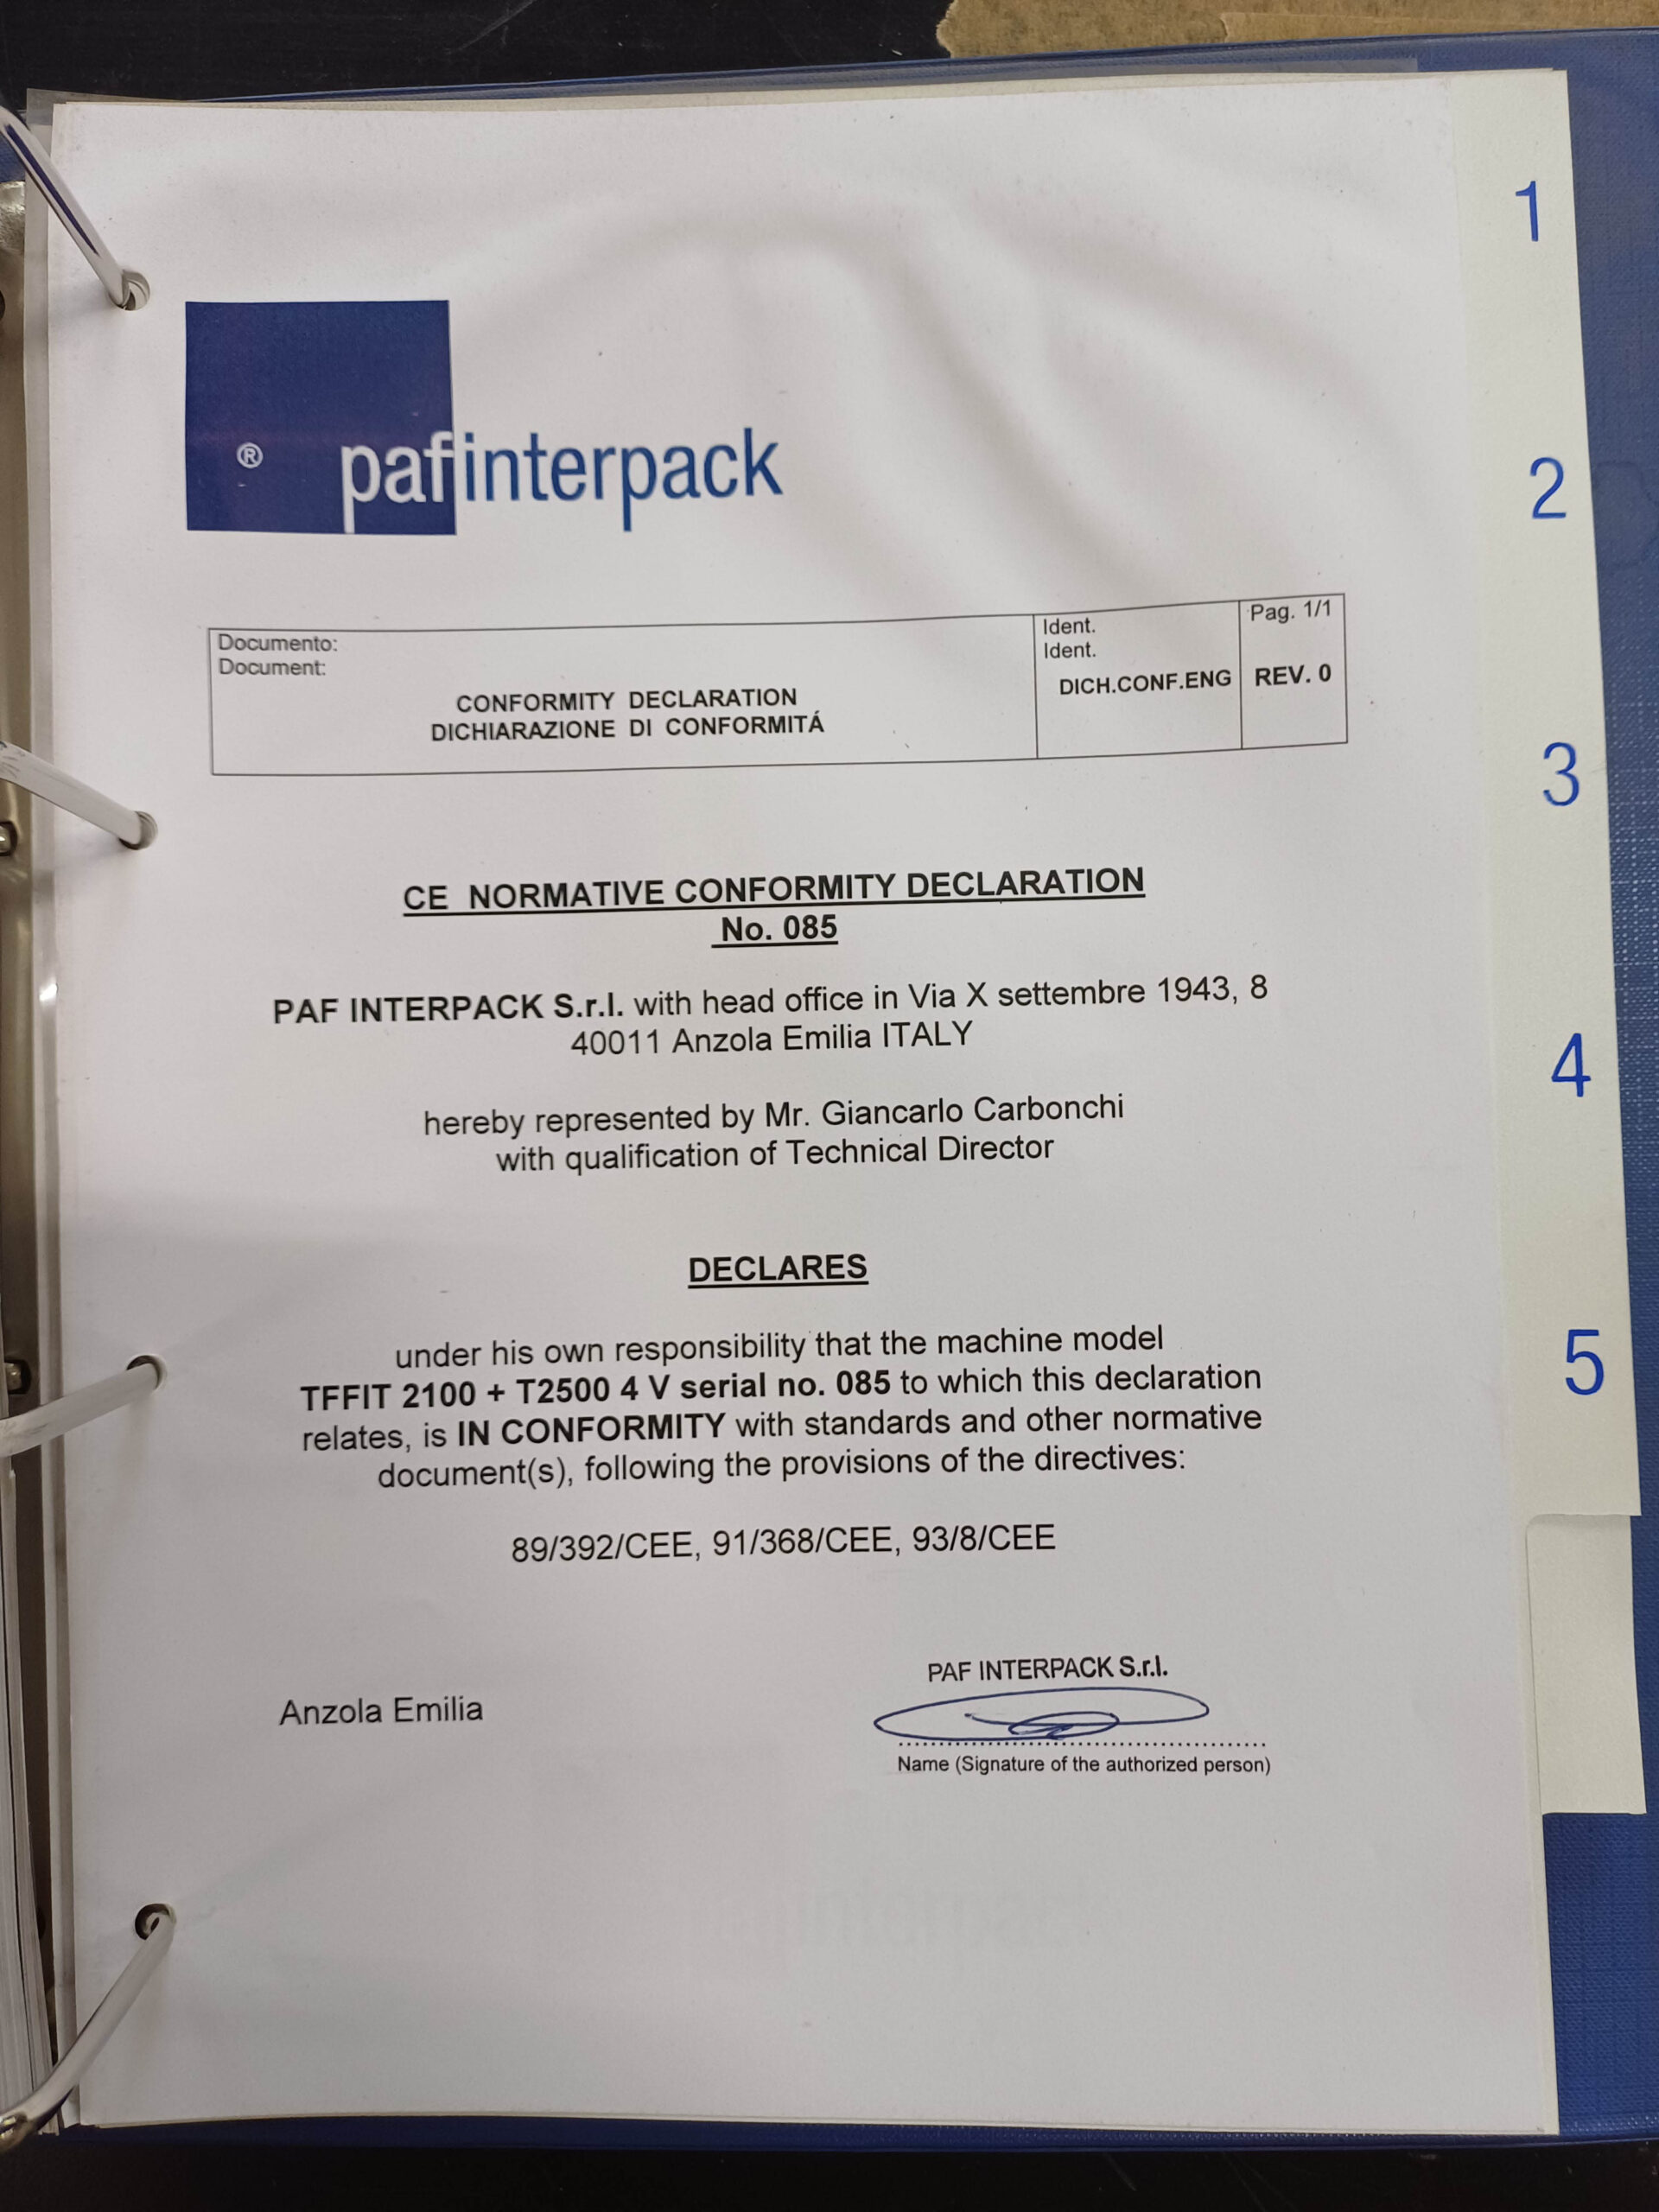 ® pafinterpack
Documento:
Document:
CONFORMITY DECLARATION
DICHIARAZIONE DI CONFORMITÁ
Ident.
Ident.
DICH.CONF.ENG
Pag. 1/1
REV. 0
CE NORMATIVE CONFORMITY DECLARATION
No. 085
PAF INTERPACK S.r.l. with head office in Via X settembre 1943, 8
40011 Anzola Emilia ITALY
hereby represented by Mr. Giancarlo Carbonchi
with qualification of Technical Director
DECLARES
under his own responsibility that the machine model
TFFIT 2100 + T2500 4 V serial no. 085 to which this declaration
relates, is IN CONFORMITY with standards and other normative
document(s), following the provisions of the directives:
89/392/CEE, 91/368/CEE, 93/8/CEE
Anzola Emilia
PAF INTERPACK S.r.l.
Name (Signature of the authorized person)
1
2
3
4
5